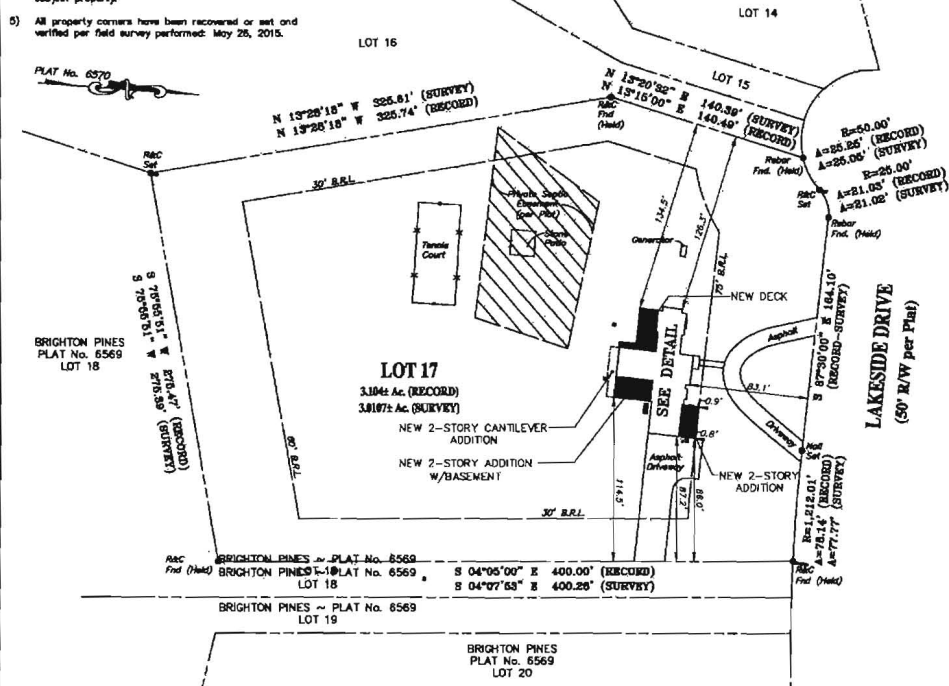 subject property
5) All property corners have been recovered or set and
verified per field survey performed: May 26, 2015.
PLAT No. 6570
LOT 16
LOT 14
LOT 15
N 13°26'18" W 325.61' (SURVEY)
N 13°26'18" W 325.74' (RECORD)
N 13°20'32" E 140.39' (SURVEY)
N 13°15'00" E 140.49' (RECORD)
R&C
Fnd
(Held)
R&C
Set
Rebar
Fnd. (Held)
R=50.00'
A=25.25' (RECORD)
A=25.05' (SURVEY)
R=25.00'
A=21.03' (RECORD)
A=21.02' (SURVEY)
R&C
Set
Rebar
Fnd. (Held)
30' B.R.L.
Private Septic
Easement
(per Plat)
Stone
Patio
Tennis
Court
134.5'
126.3'
Generator
75' B.R.L.
NEW DECK
SEE DETAIL
Asphalt
Driveway
83.1'
S 87°30'00" E 164.10'
(RECORD-SURVEY)
LAKESIDE DRIVE
(50' R/W per Plat)
S 75°55'51" W 275.47' (RECORD)
S 75°55'51" W 275.59' (SURVEY)
BRIGHTON PINES
PLAT No. 6569
LOT 18
LOT 17
3.104± Ac. (RECORD)
3.0107± Ac. (SURVEY)
NEW 2-STORY CANTILEVER
ADDITION
NEW 2-STORY ADDITION
W/BASEMENT
0.9'
0.8'
Nail
Set
Asphalt
Driveway
NEW 2-STORY
ADDITION
60' B.R.L.
30' B.R.L.
114.5'
87.2'
88.0'
R=1,212.01'
A=78.14' (RECORD)
A=77.77' (SURVEY)
R&C
Fnd (Held)
R&C
Fnd (Held)
BRIGHTON PINES ~ PLAT No. 6569
BRIGHTON PINES ~ PLAT No. 6569
LOT 18
S 04°05'00" E 400.00' (RECORD)
S 04°07'53" E 400.26' (SURVEY)
BRIGHTON PINES ~ PLAT No. 6569
LOT 19
BRIGHTON PINES
PLAT No. 6569
LOT 20